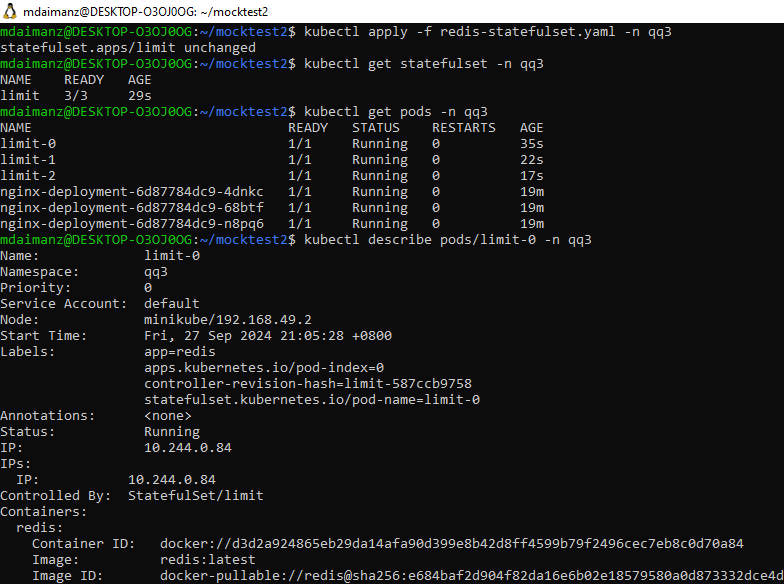 mdaimanz@DESKTOP-O3OJ0OG: ~/mocktest2
mdaimanz@DESKTOP-O3OJ0OG:~/mocktest2$ kubectl apply -f redis-statefulset.yaml -n qq3
statefulset.apps/limit unchanged
mdaimanz@DESKTOP-O3OJ0OG:~/mocktest2$ kubectl get statefulset -n qq3
NAME    READY   AGE
limit   3/3     29s
mdaimanz@DESKTOP-O3OJ0OG:~/mocktest2$ kubectl get pods -n qq3
NAME                                READY   STATUS    RESTARTS   AGE
limit-0                             1/1     Running   0          35s
limit-1                             1/1     Running   0          22s
limit-2                             1/1     Running   0          17s
nginx-deployment-6d87784dc9-4dnkc   1/1     Running   0          19m
nginx-deployment-6d87784dc9-68btf   1/1     Running   0          19m
nginx-deployment-6d87784dc9-n8pq6   1/1     Running   0          19m
mdaimanz@DESKTOP-O3OJ0OG:~/mocktest2$ kubectl describe pods/limit-0 -n qq3
Name:             limit-0
Namespace:        qq3
Priority:         0
Service Account:  default
Node:             minikube/192.168.49.2
Start Time:       Fri, 27 Sep 2024 21:05:28 +0800
Labels:           app=redis
                  apps.kubernetes.io/pod-index=0
                  controller-revision-hash=limit-587ccb9758
                  statefulset.kubernetes.io/pod-name=limit-0
Annotations:      <none>
Status:           Running
IP:               10.244.0.84
IPs:
  IP:           10.244.0.84
Controlled By:  StatefulSet/limit
Containers:
  redis:
    Container ID:   docker://d3d2a924865eb29da14afa90d399e8b42d8ff4599b79f2496cec7eb8c0d70a84
    Image:          redis:latest
    Image ID:       docker-pullable://redis@sha256:e684baf2d904f82da16e6b02e18579580a0d873332dce4d